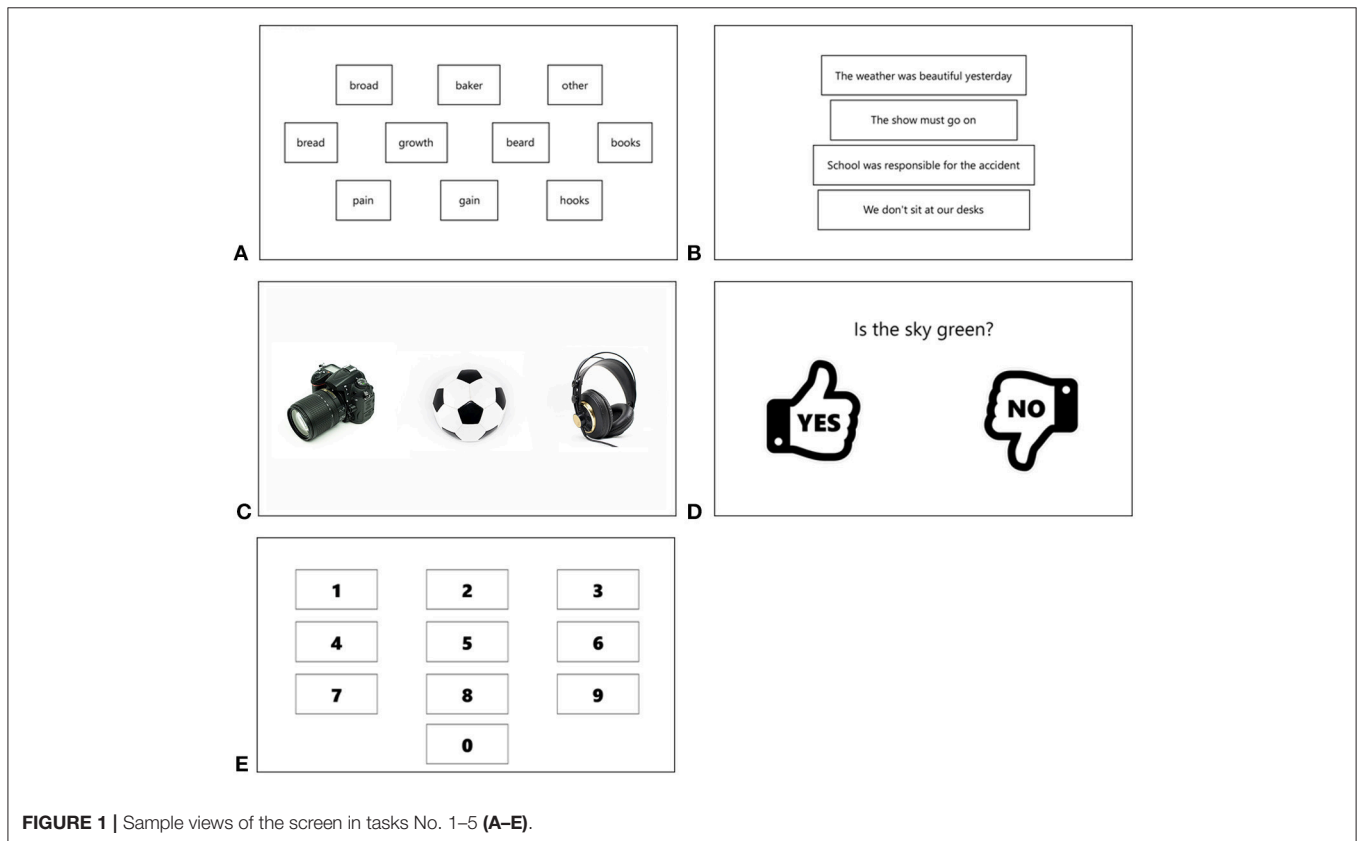 broad baker other
bread growth beard books
pain gain hooks
A
The weather was beautiful yesterday
The show must go on
School was responsible for the accident
We don't sit at our desks
B
C
Is the sky green?
YES NO
D
1 2 3
4 5 6
7 8 9
0
E
FIGURE 1 | Sample views of the screen in tasks No. 1–5 (A–E).